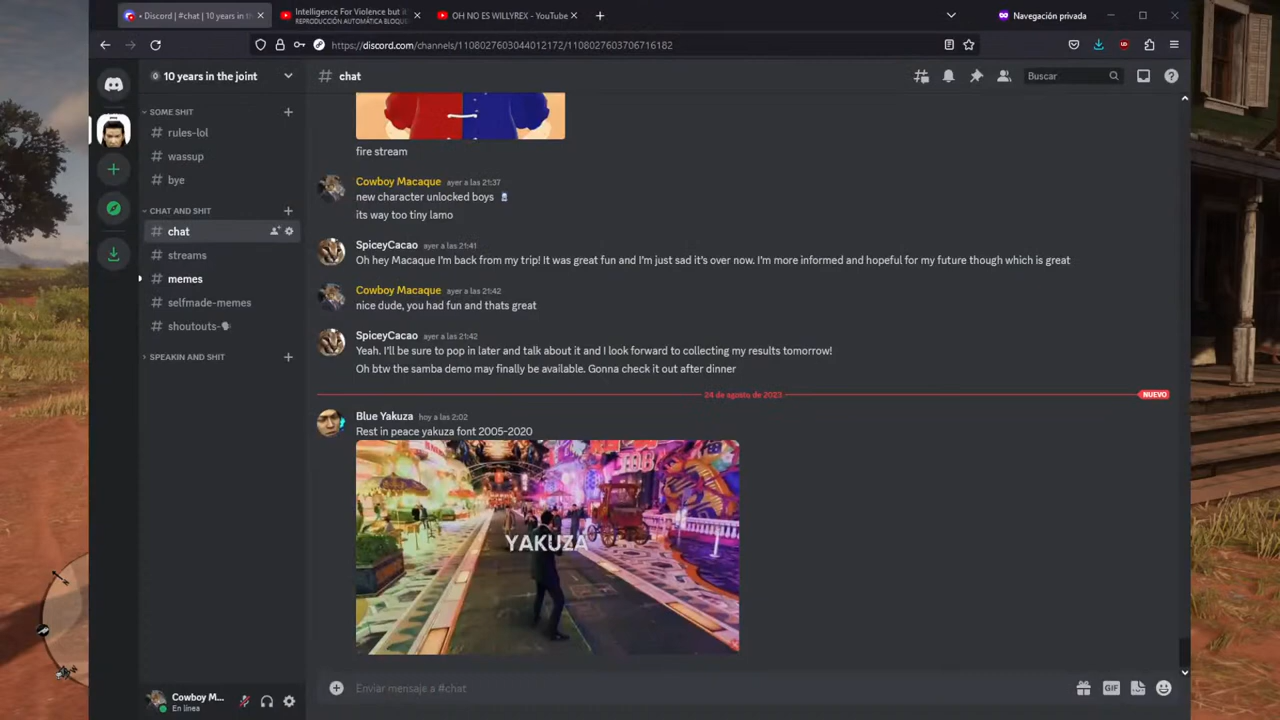 Discord | #chat | 10 years in the
Intelligence For Violence but it
REPRODUCCIÓN AUTOMÁTICA BLOQU
OH NO ES WILLYREX - YouTube
Navegación privada
https://discord.com/channels/1108027603044012172/1108027603706716182
10 years in the joint
chat
Buscar
SOME SHIT
rules-lol
wassup
bye
CHAT AND SHIT
chat
streams
memes
selfmade-memes
shoutouts-🗣
SPEAKIN AND SHIT
fire stream
Cowboy Macaque ayer a las 21:37
new character unlocked boys
its way too tiny lamo
SpiceyCacao ayer a las 21:41
Oh hey Macaque I'm back from my trip! It was great fun and I'm just sad it's over now. I'm more informed and hopeful for my future though which is great
Cowboy Macaque ayer a las 21:42
nice dude, you had fun and thats great
SpiceyCacao ayer a las 21:42
Yeah. I'll be sure to pop in later and talk about it and I look forward to collecting my results tomorrow!
Oh btw the samba demo may finally be available. Gonna check it out after dinner
24 de agosto de 2023
NUEVO
Blue Yakuza hoy a las 2:02
Rest in peace yakuza font 2005-2020
YAKUZA
Cowboy M...
En línea
Enviar mensaje a #chat
GIF